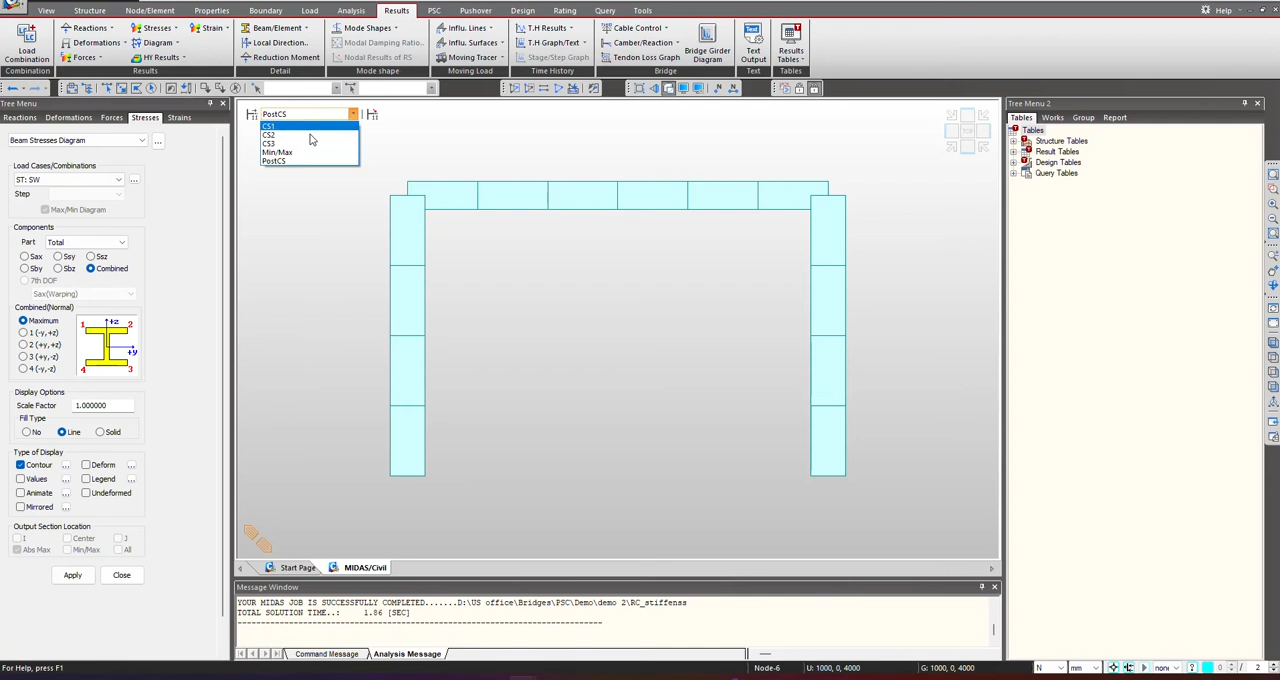 View Structure Node/Element Properties Boundary Load Analysis Results PSC Pushover Design Rating Query Tools Help
Load Combination
Combination
Reactions
Deformations
Forces
Stresses
Diagram
HY Results
Strain
Results
Beam/Element
Local Direction..
Reduction Moment
Detail
Mode Shapes
Modal Damping Ratio..
Nodal Results of RS
Mode shape
Influ. Lines
Influ. Surfaces
Moving Tracer
Moving Load
T.H Results
T.H Graph/Text
Stage/Step Graph
Time History
Cable Control
Camber/Reaction
Tendon Loss Graph
Bridge Girder Diagram
Bridge
Text Output
Text
Results Tables
Tables
Tree Menu
Reactions Deformations Forces Stresses Strains
Beam Stresses Diagram
...
Load Cases/Combinations
ST: SW
...
Step
Max/Min Diagram
Components
Part Total
Sax Ssy Ssz
Sby Sbz Combined
7th DOF
Sax(Warping)
Combined(Normal)
Maximum
1 (-y, +z)
2 (+y, +z)
3 (+y,-z)
4 (-y,-z)
1 +z 2
+y
4 3
Display Options
Scale Factor 1.000000
Fill Type
No Line Solid
Type of Display
Contour ... Deform ...
Values ... Legend ...
Animate ... Undeformed
Mirrored ...
Output Section Location
I Center J
Abs Max Min/Max All
Apply Close
PostCS
CS1
CS2
CS3
Min/Max
PostCS
TOP
Start Page MIDAS/Civil
Message Window
YOUR MIDAS JOB IS SUCCESSFULLY COMPLETED.......D:\US office\Bridges\PSC\Demo\demo 2\RC_stiffenss
TOTAL SOLUTION TIME..: 1.86 [SEC]
Command Message Analysis Message
Tree Menu 2
Tables Works Group Report
Tables
Structure Tables
Result Tables
Design Tables
Query Tables
For Help, press F1
Node-6 U: 1000, 0, 4000 G: 1000, 0, 4000 N mm none ? 0 / 2